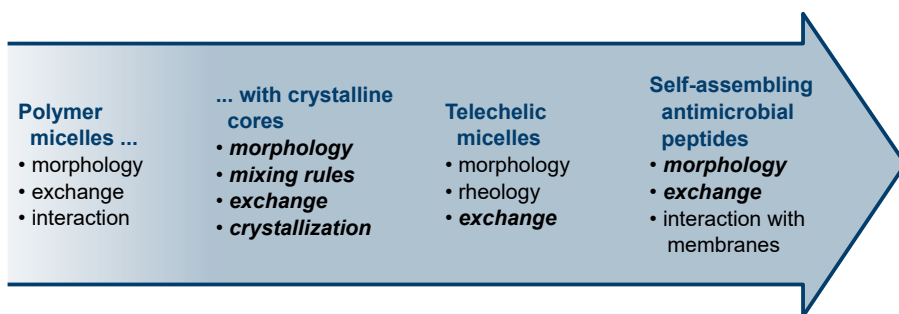 Polymer
micelles ...
• morphology
• exchange
• interaction
... with crystalline
cores
• morphology
• mixing rules
• exchange
• crystallization
Telechelic
micelles
• morphology
• rheology
• exchange
Self-assembling
antimicrobial
peptides
• morphology
• exchange
• interaction with
membranes